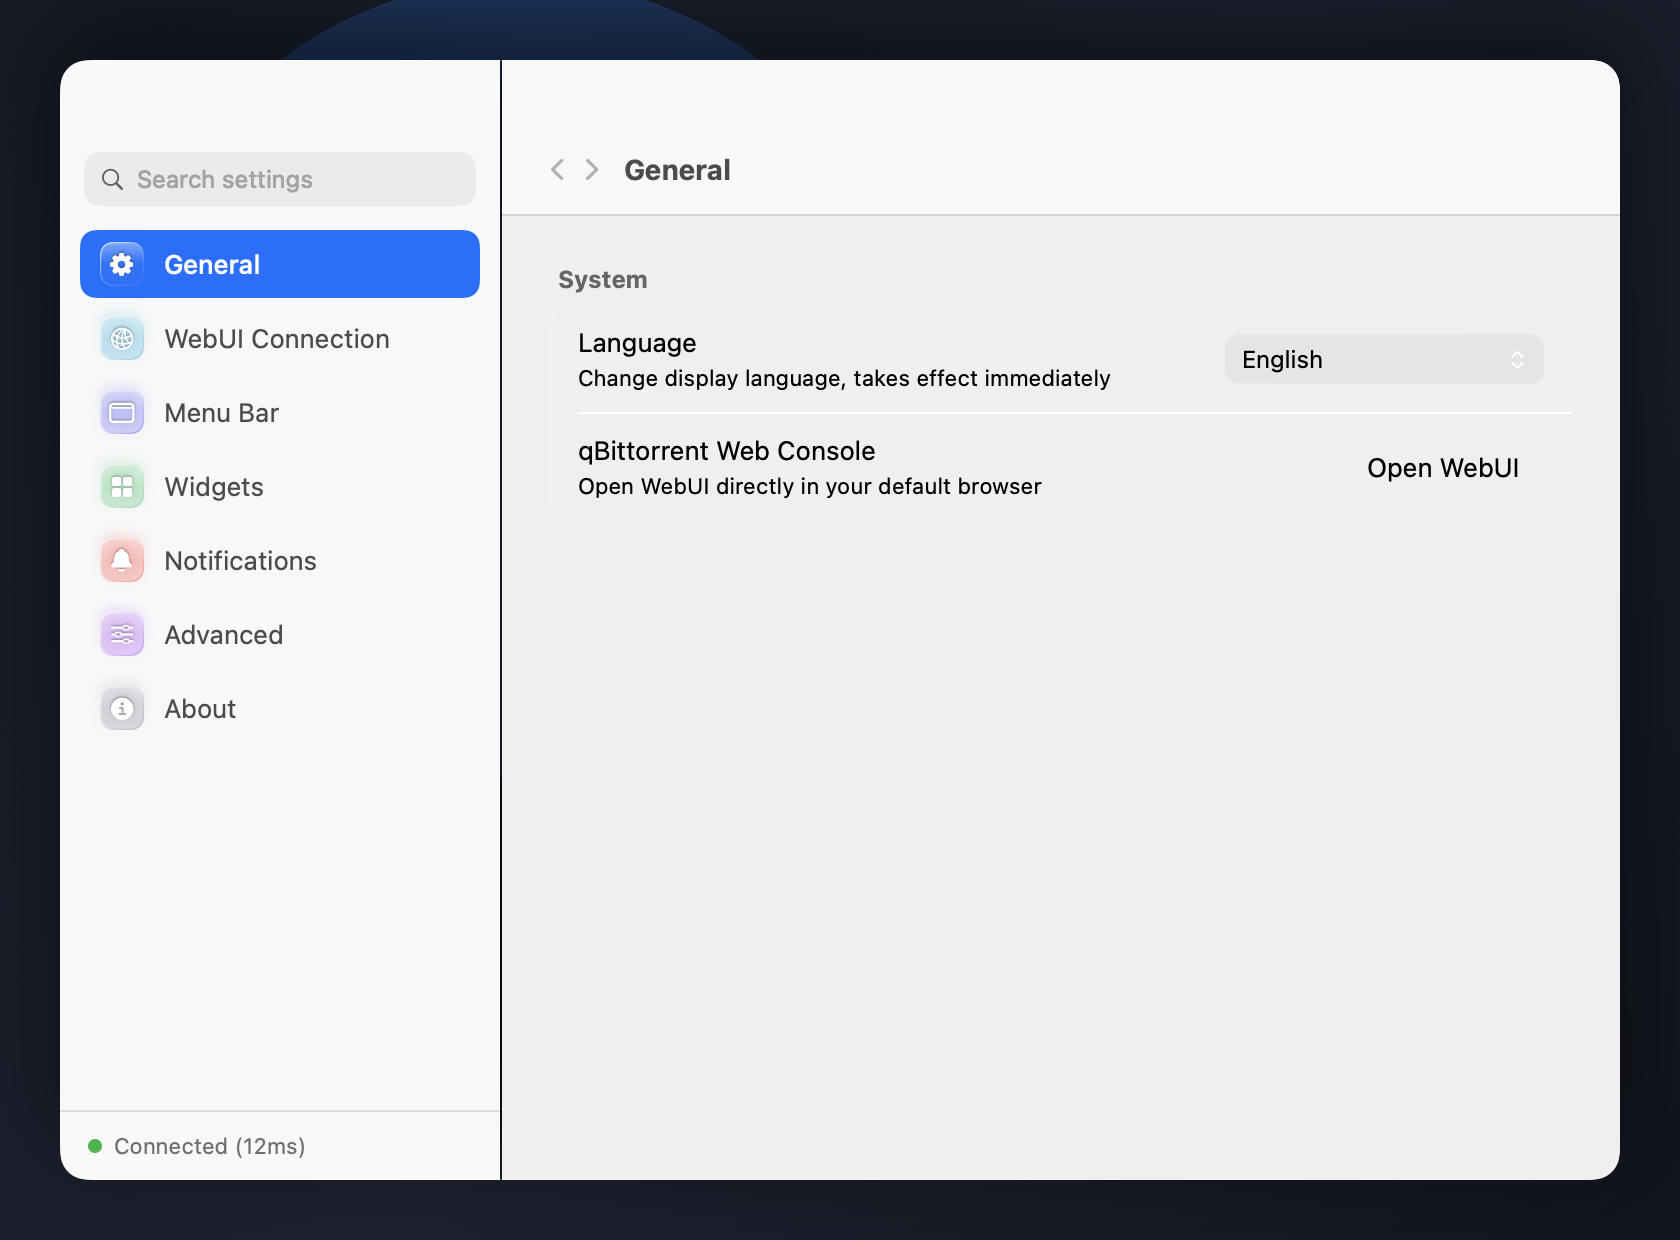 Search settings
General
WebUI Connection
Menu Bar
Widgets
Notifications
Advanced
About
Connected (12ms)
General
System
Language
Change display language, takes effect immediately
English
qBittorrent Web Console
Open WebUI directly in your default browser
Open WebUI